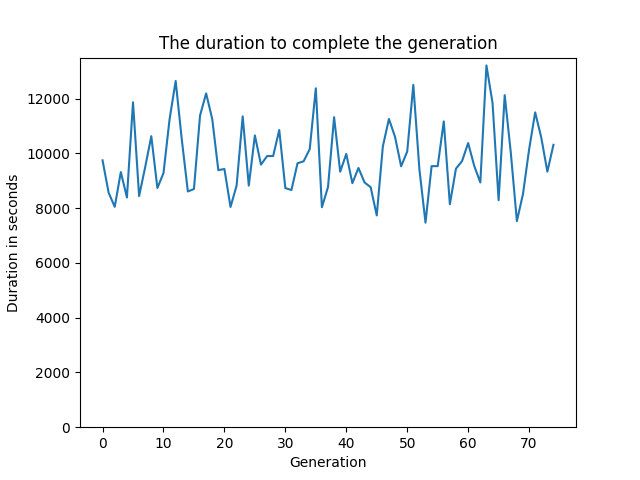 The duration to complete the generation
12000
10000
8000
6000
4000
2000
0
Duration in seconds
0 10 20 30 40 50 60 70
Generation